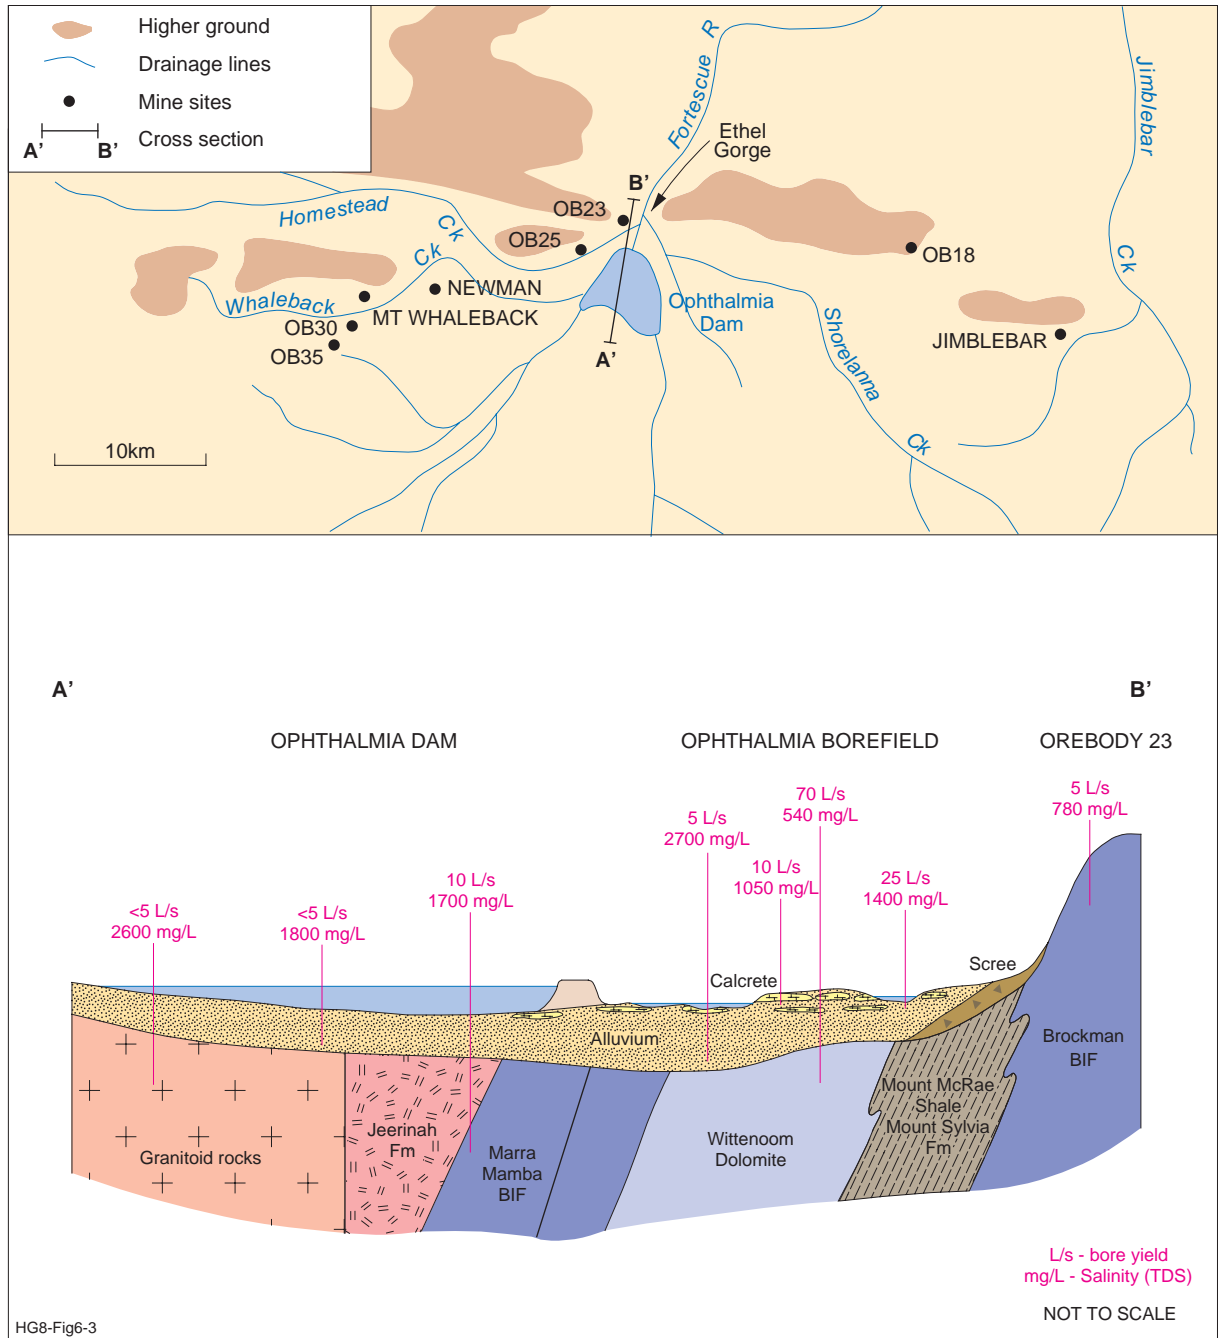 Higher ground
Drainage lines
Mine sites
A' B' Cross section
Fortescue R
Jimblebar Ck
Ethel
Gorge
B'
Homestead Ck
OB23
OB25
OB18
Whaleback Ck
NEWMAN
MT WHALEBACK
OB30
OB35
Ophthalmia
Dam
A'
Shorelanna Ck
JIMBLEBAR
10km
A' B'
OPHTHALMIA DAM OPHTHALMIA BOREFIELD OREBODY 23
<5 L/s
2600 mg/L
<5 L/s
1800 mg/L
10 L/s
1700 mg/L
5 L/s
2700 mg/L
10 L/s
1050 mg/L
70 L/s
540 mg/L
25 L/s
1400 mg/L
5 L/s
780 mg/L
Calcrete
Scree
Alluvium
Granitoid rocks
Jeerinah
Fm
Marra
Mamba
BIF
Wittenoom
Dolomite
Mount McRae
Shale
Mount Sylvia
Fm
Brockman
BIF
L/s - bore yield
mg/L - Salinity (TDS)
NOT TO SCALE
HG8-Fig6-3